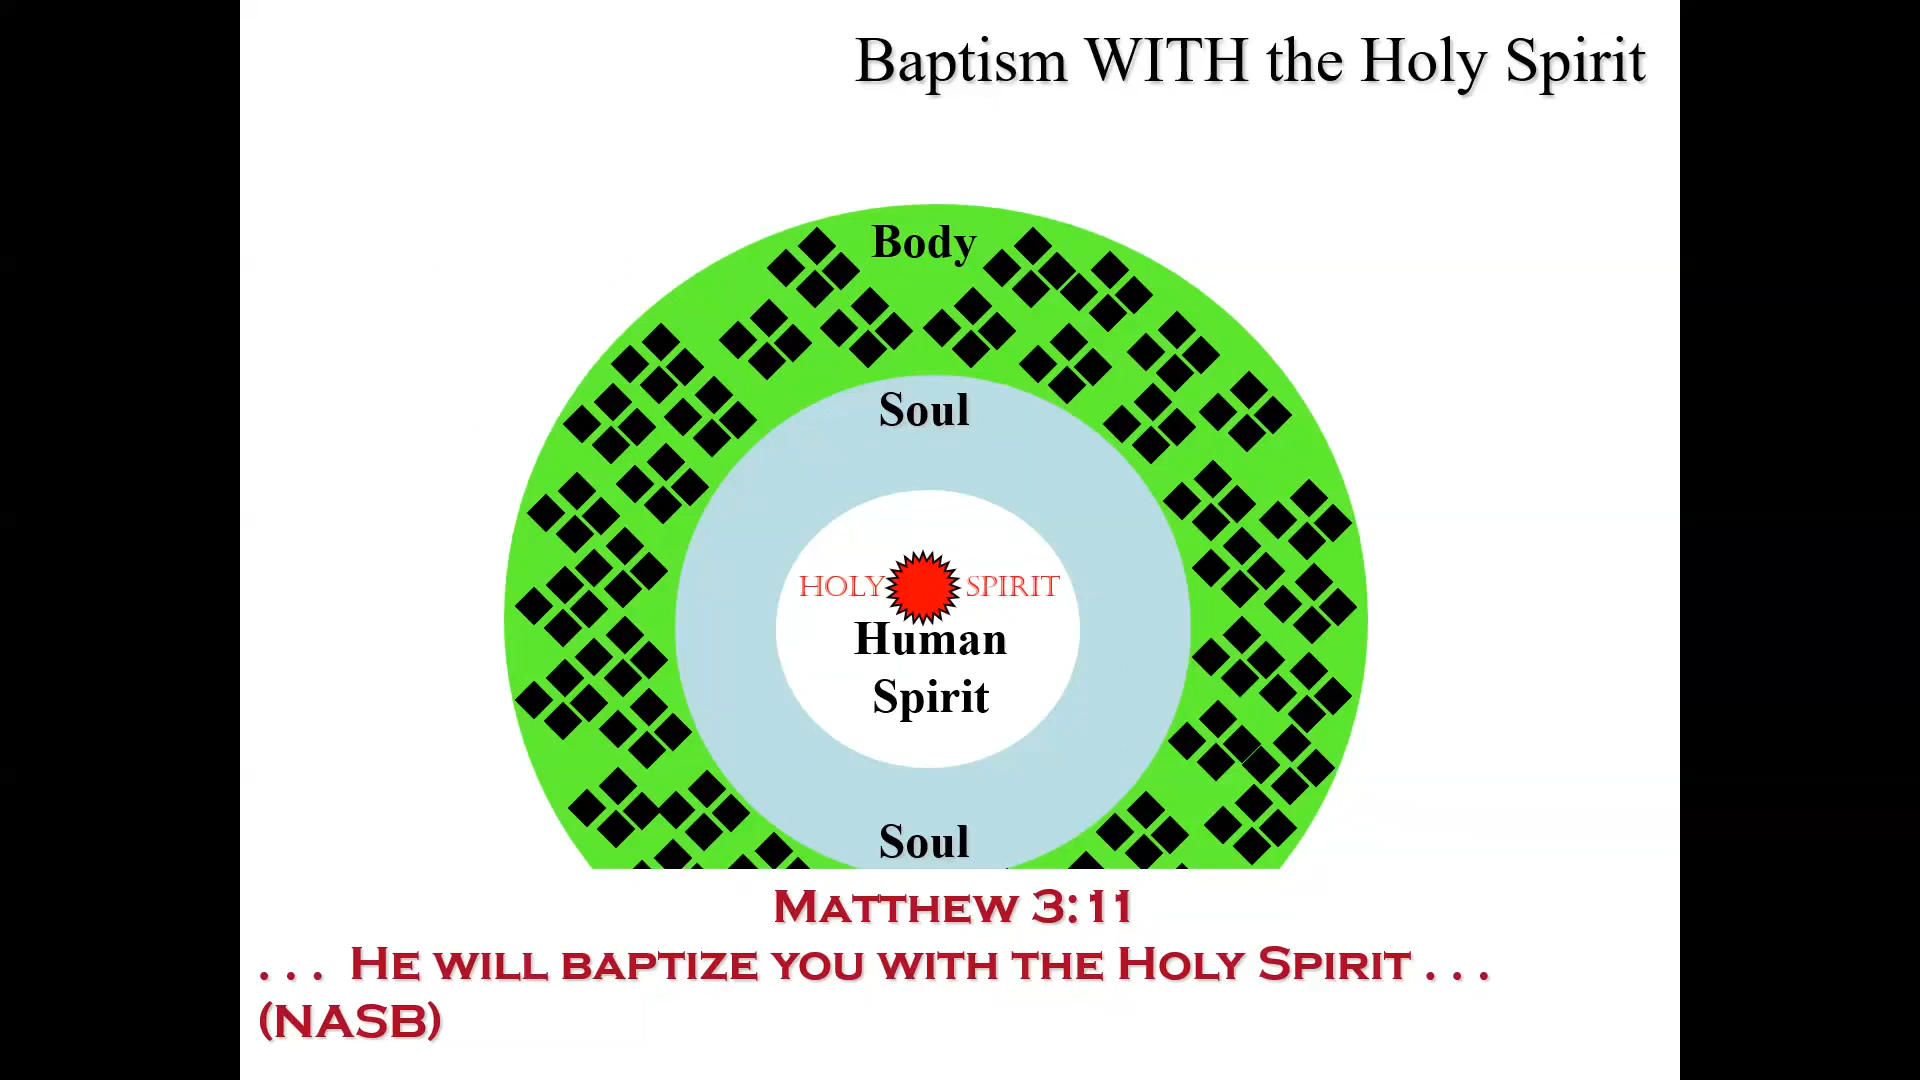 Baptism WITH the Holy Spirit
Body
Soul
HOLY SPIRIT
Human
Spirit
Soul
Matthew 3:11
. . . He will baptize you with the Holy Spirit . . .
(NASB)